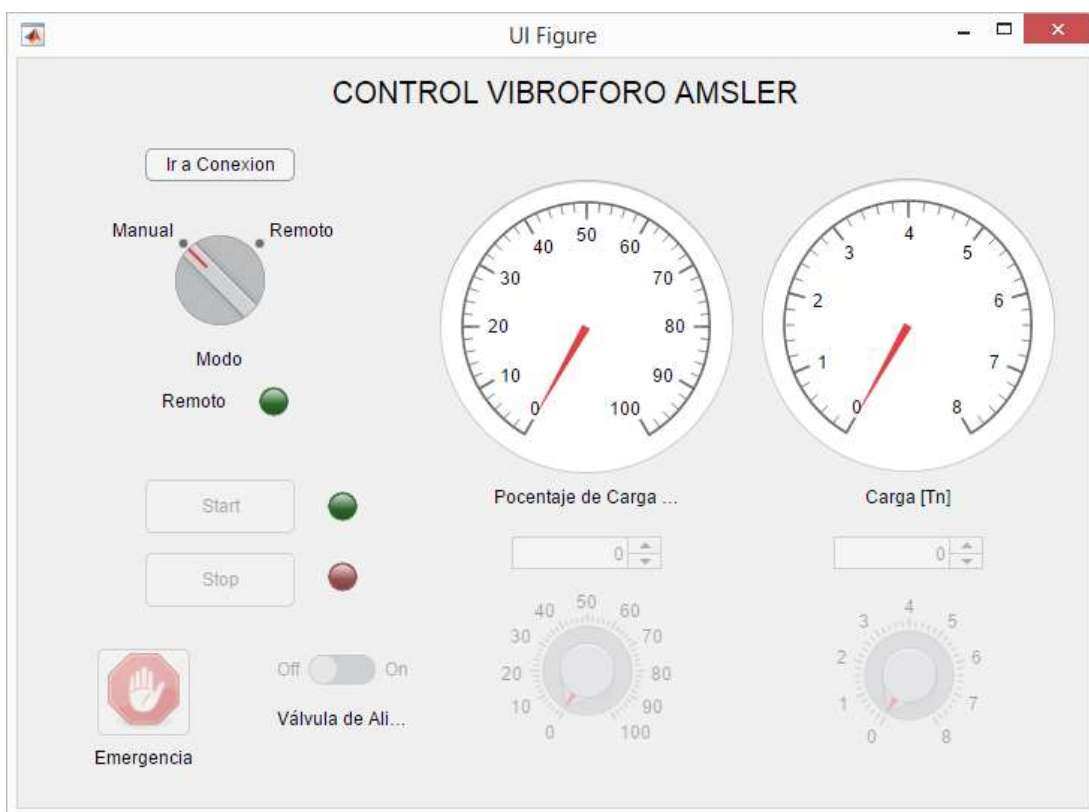 UI Figure
CONTROL VIBROFORO AMSLER
Ir a Conexion
Manual
Remoto
Modo
Remoto
0
10
20
30
40
50
60
70
80
90
100
Pocentaje de Carga ...
0
1
2
3
4
5
6
7
8
Carga [Tn]
Start
Stop
0
0
Off
On
Válvula de Ali...
Emergencia
0
10
20
30
40
50
60
70
80
90
100
0
1
2
3
4
5
6
7
8